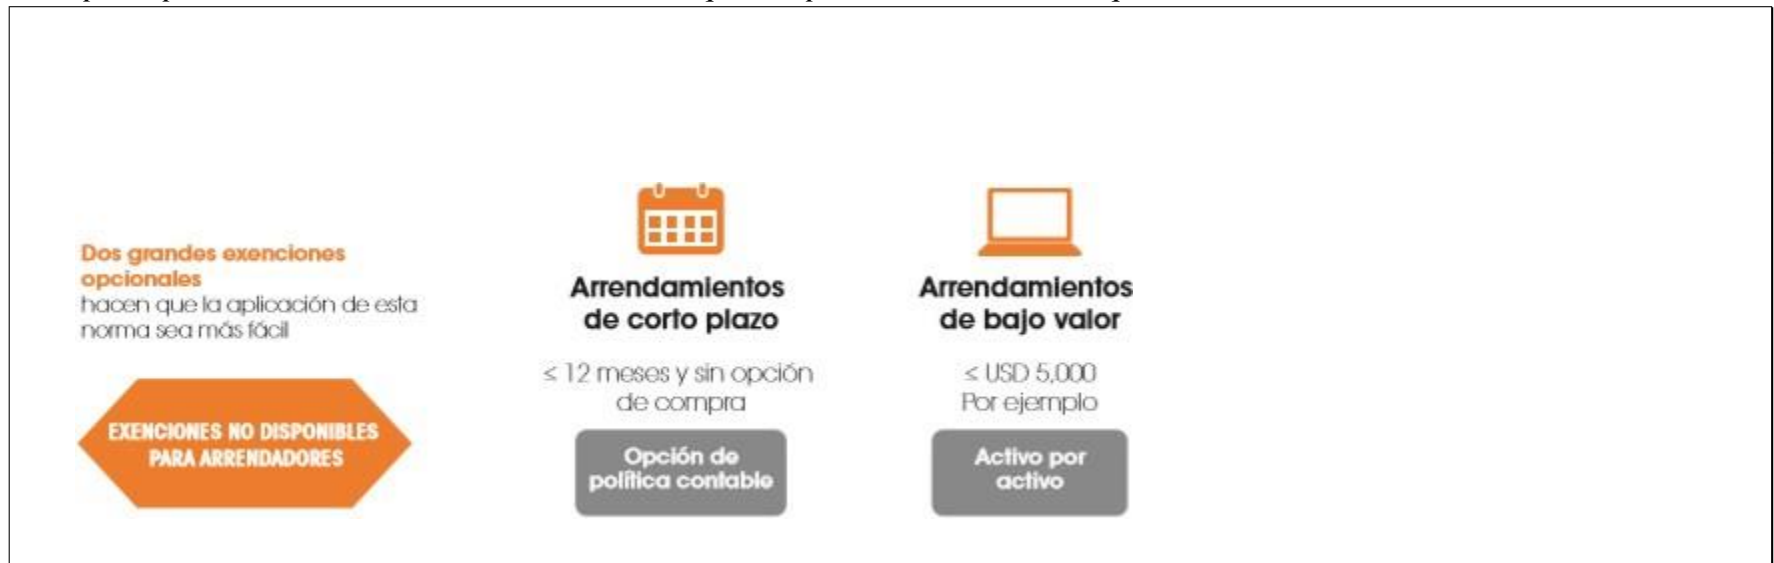 Dos grandes exenciones
opcionales
hacen que la aplicación de esta
norma sea más fácil
EXENCIONES NO DISPONIBLES
PARA ARRENDADORES
Arrendamientos
de corto plazo
≤ 12 meses y sin opción
de compra
Opción de
política contable
Arrendamientos
de bajo valor
≤ USD 5,000
Por ejemplo
Activo por
activo